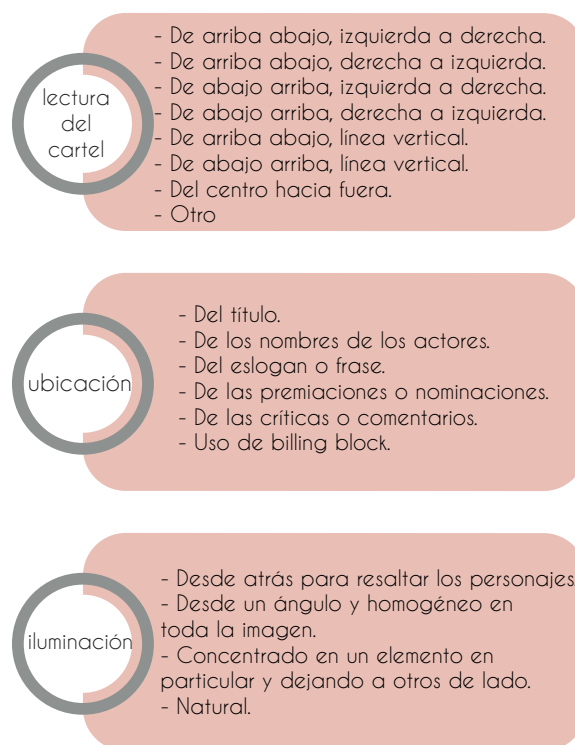 lectura
del
cartel
- De arriba abajo, izquierda a derecha.
- De arriba abajo, derecha a izquierda.
- De abajo arriba, izquierda a derecha.
- De abajo arriba, derecha a izquierda.
- De arriba abajo, línea vertical.
- De abajo arriba, línea vertical.
- Del centro hacia fuera.
- Otro
ubicación
- Del título.
- De los nombres de los actores.
- Del eslogan o frase.
- De las premiaciones o nominaciones.
- De las críticas o comentarios.
- Uso de billing block.
iluminación
- Desde atrás para resaltar los personajes.
- Desde un ángulo y homogéneo en
toda la imagen.
- Concentrado en un elemento en
particular y dejando a otros de lado.
- Natural.